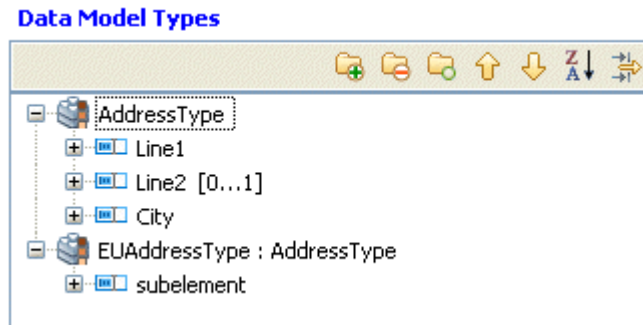 Data Model Types
Z
A
AddressType
Line1
Line2 [0...1]
City
EUAddressType : AddressType
subelement